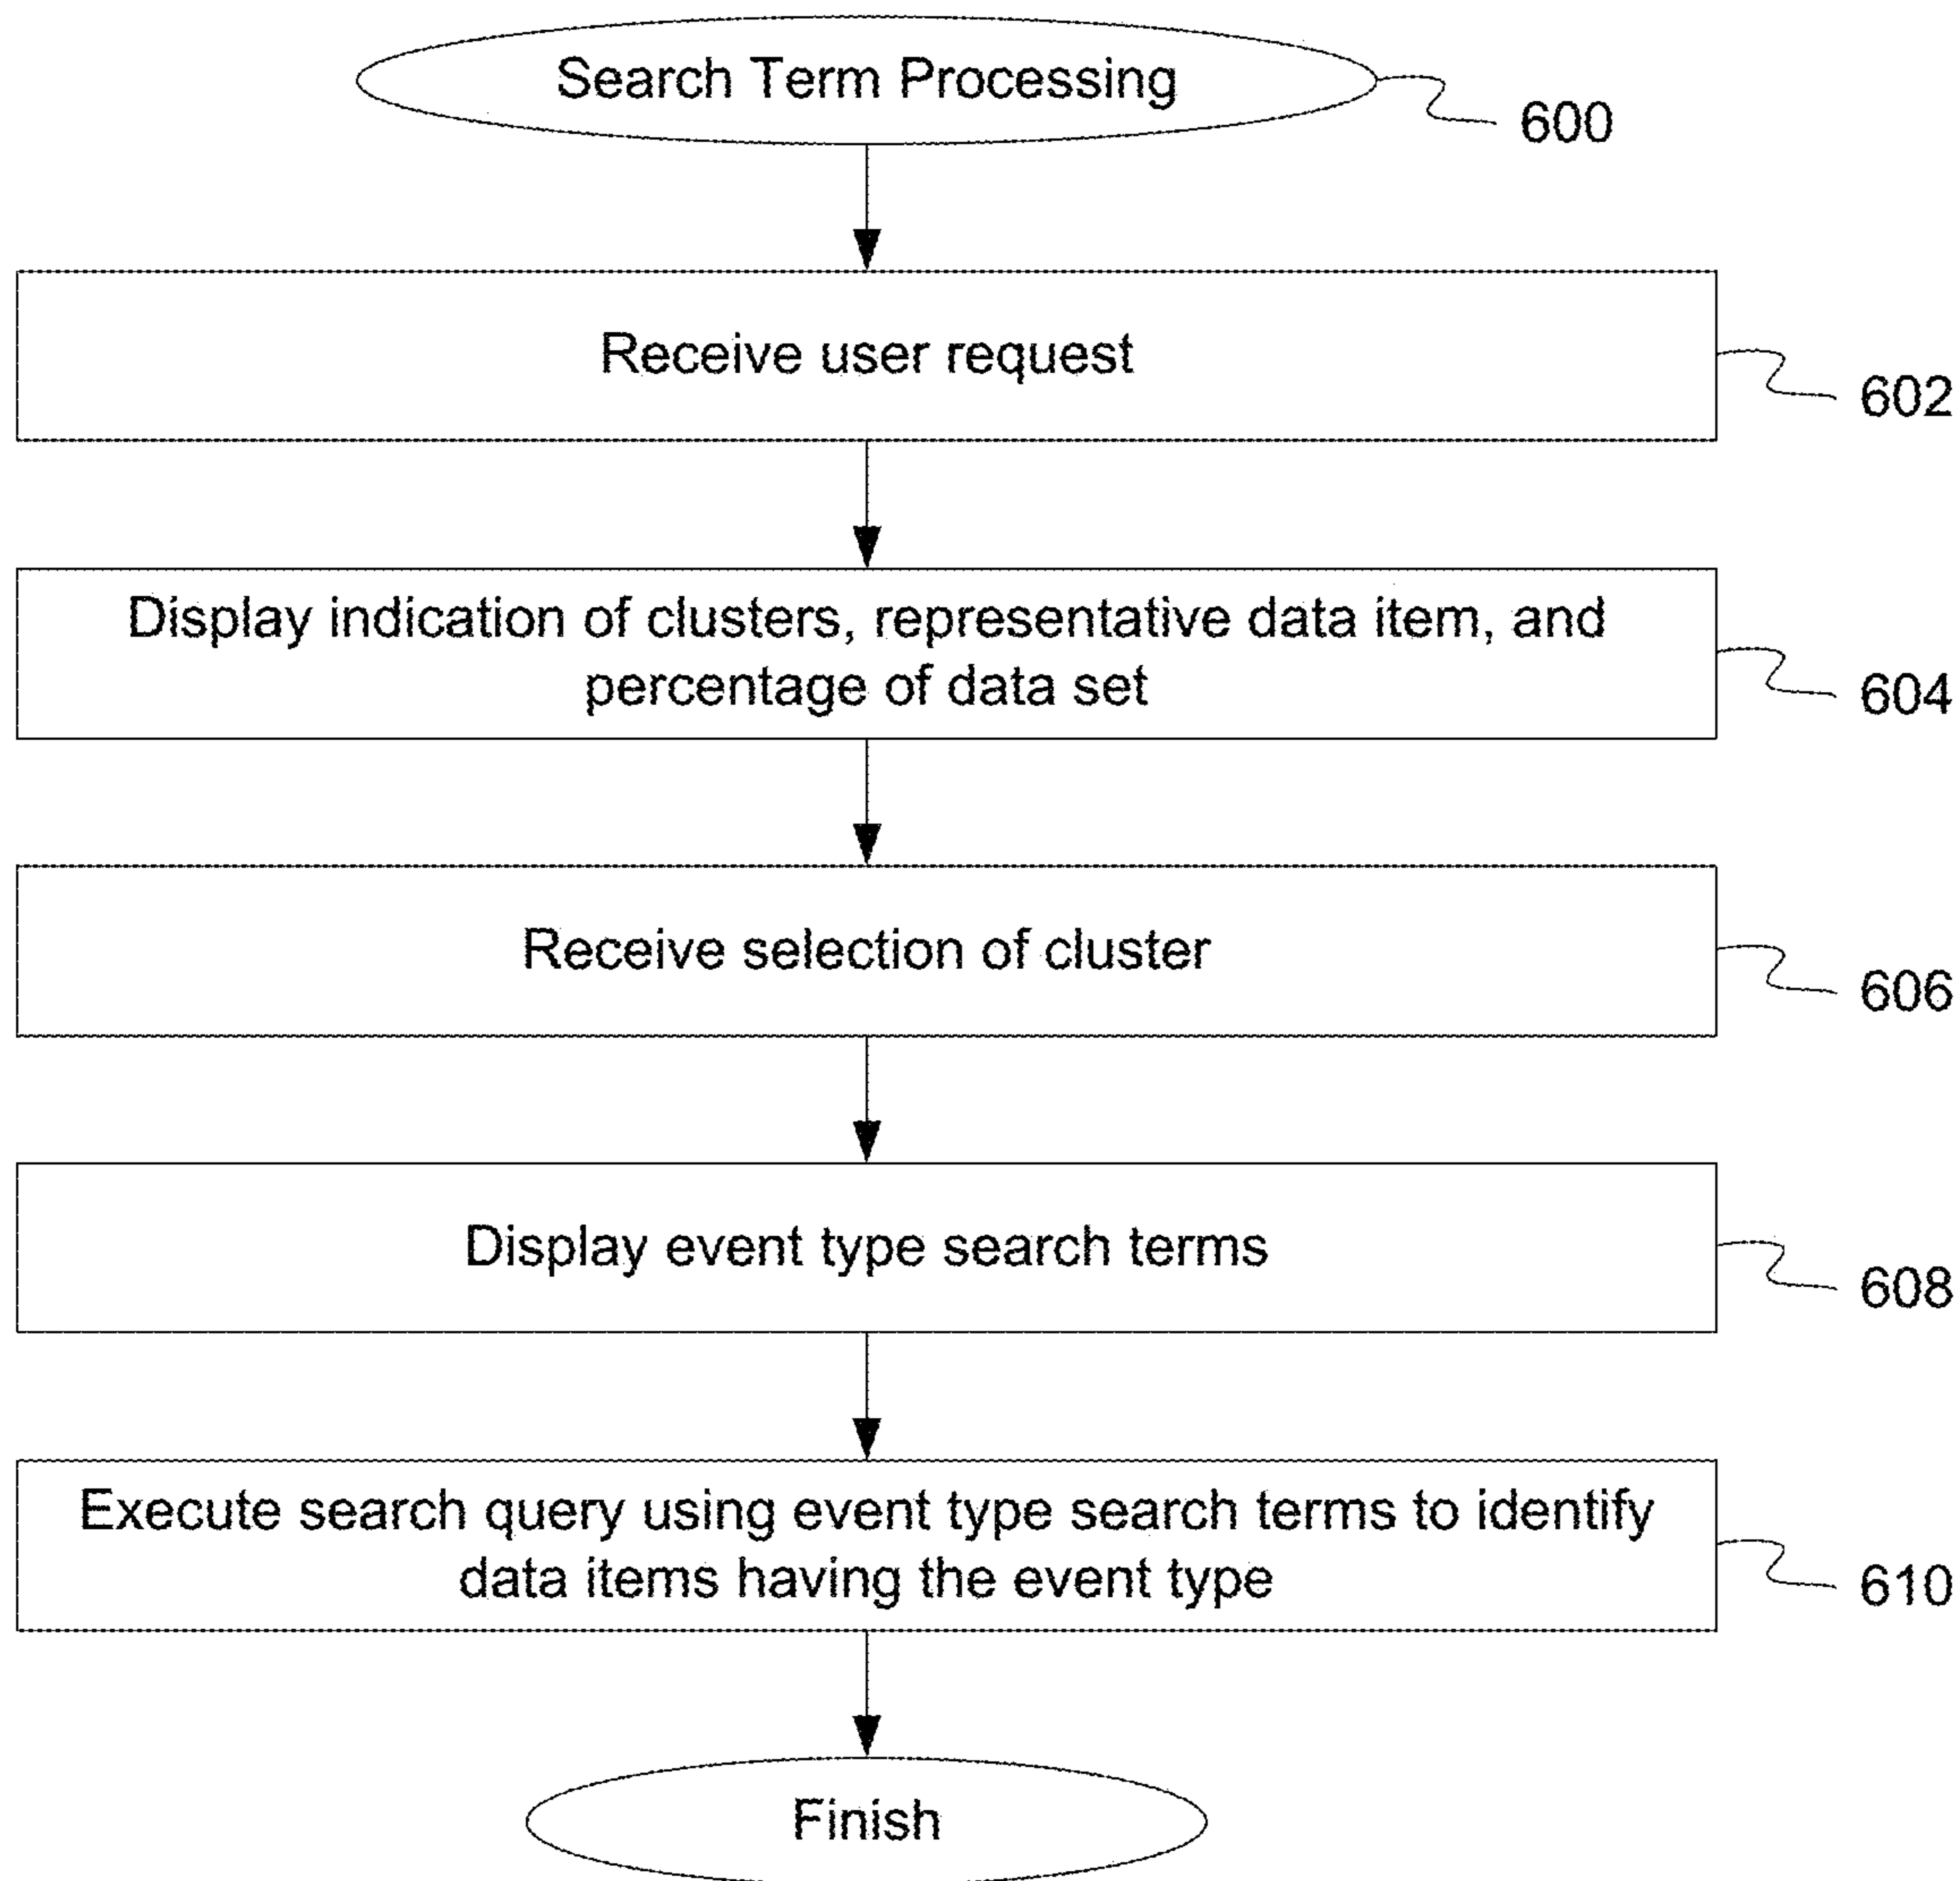 Search Term Processing
600
Receive user request
602
Display indication of clusters, representative data item, and
percentage of data set
604
Receive selection of cluster
606
Display event type search terms
608
Execute search query using event type search terms to identify
data items having the event type
610
Finish